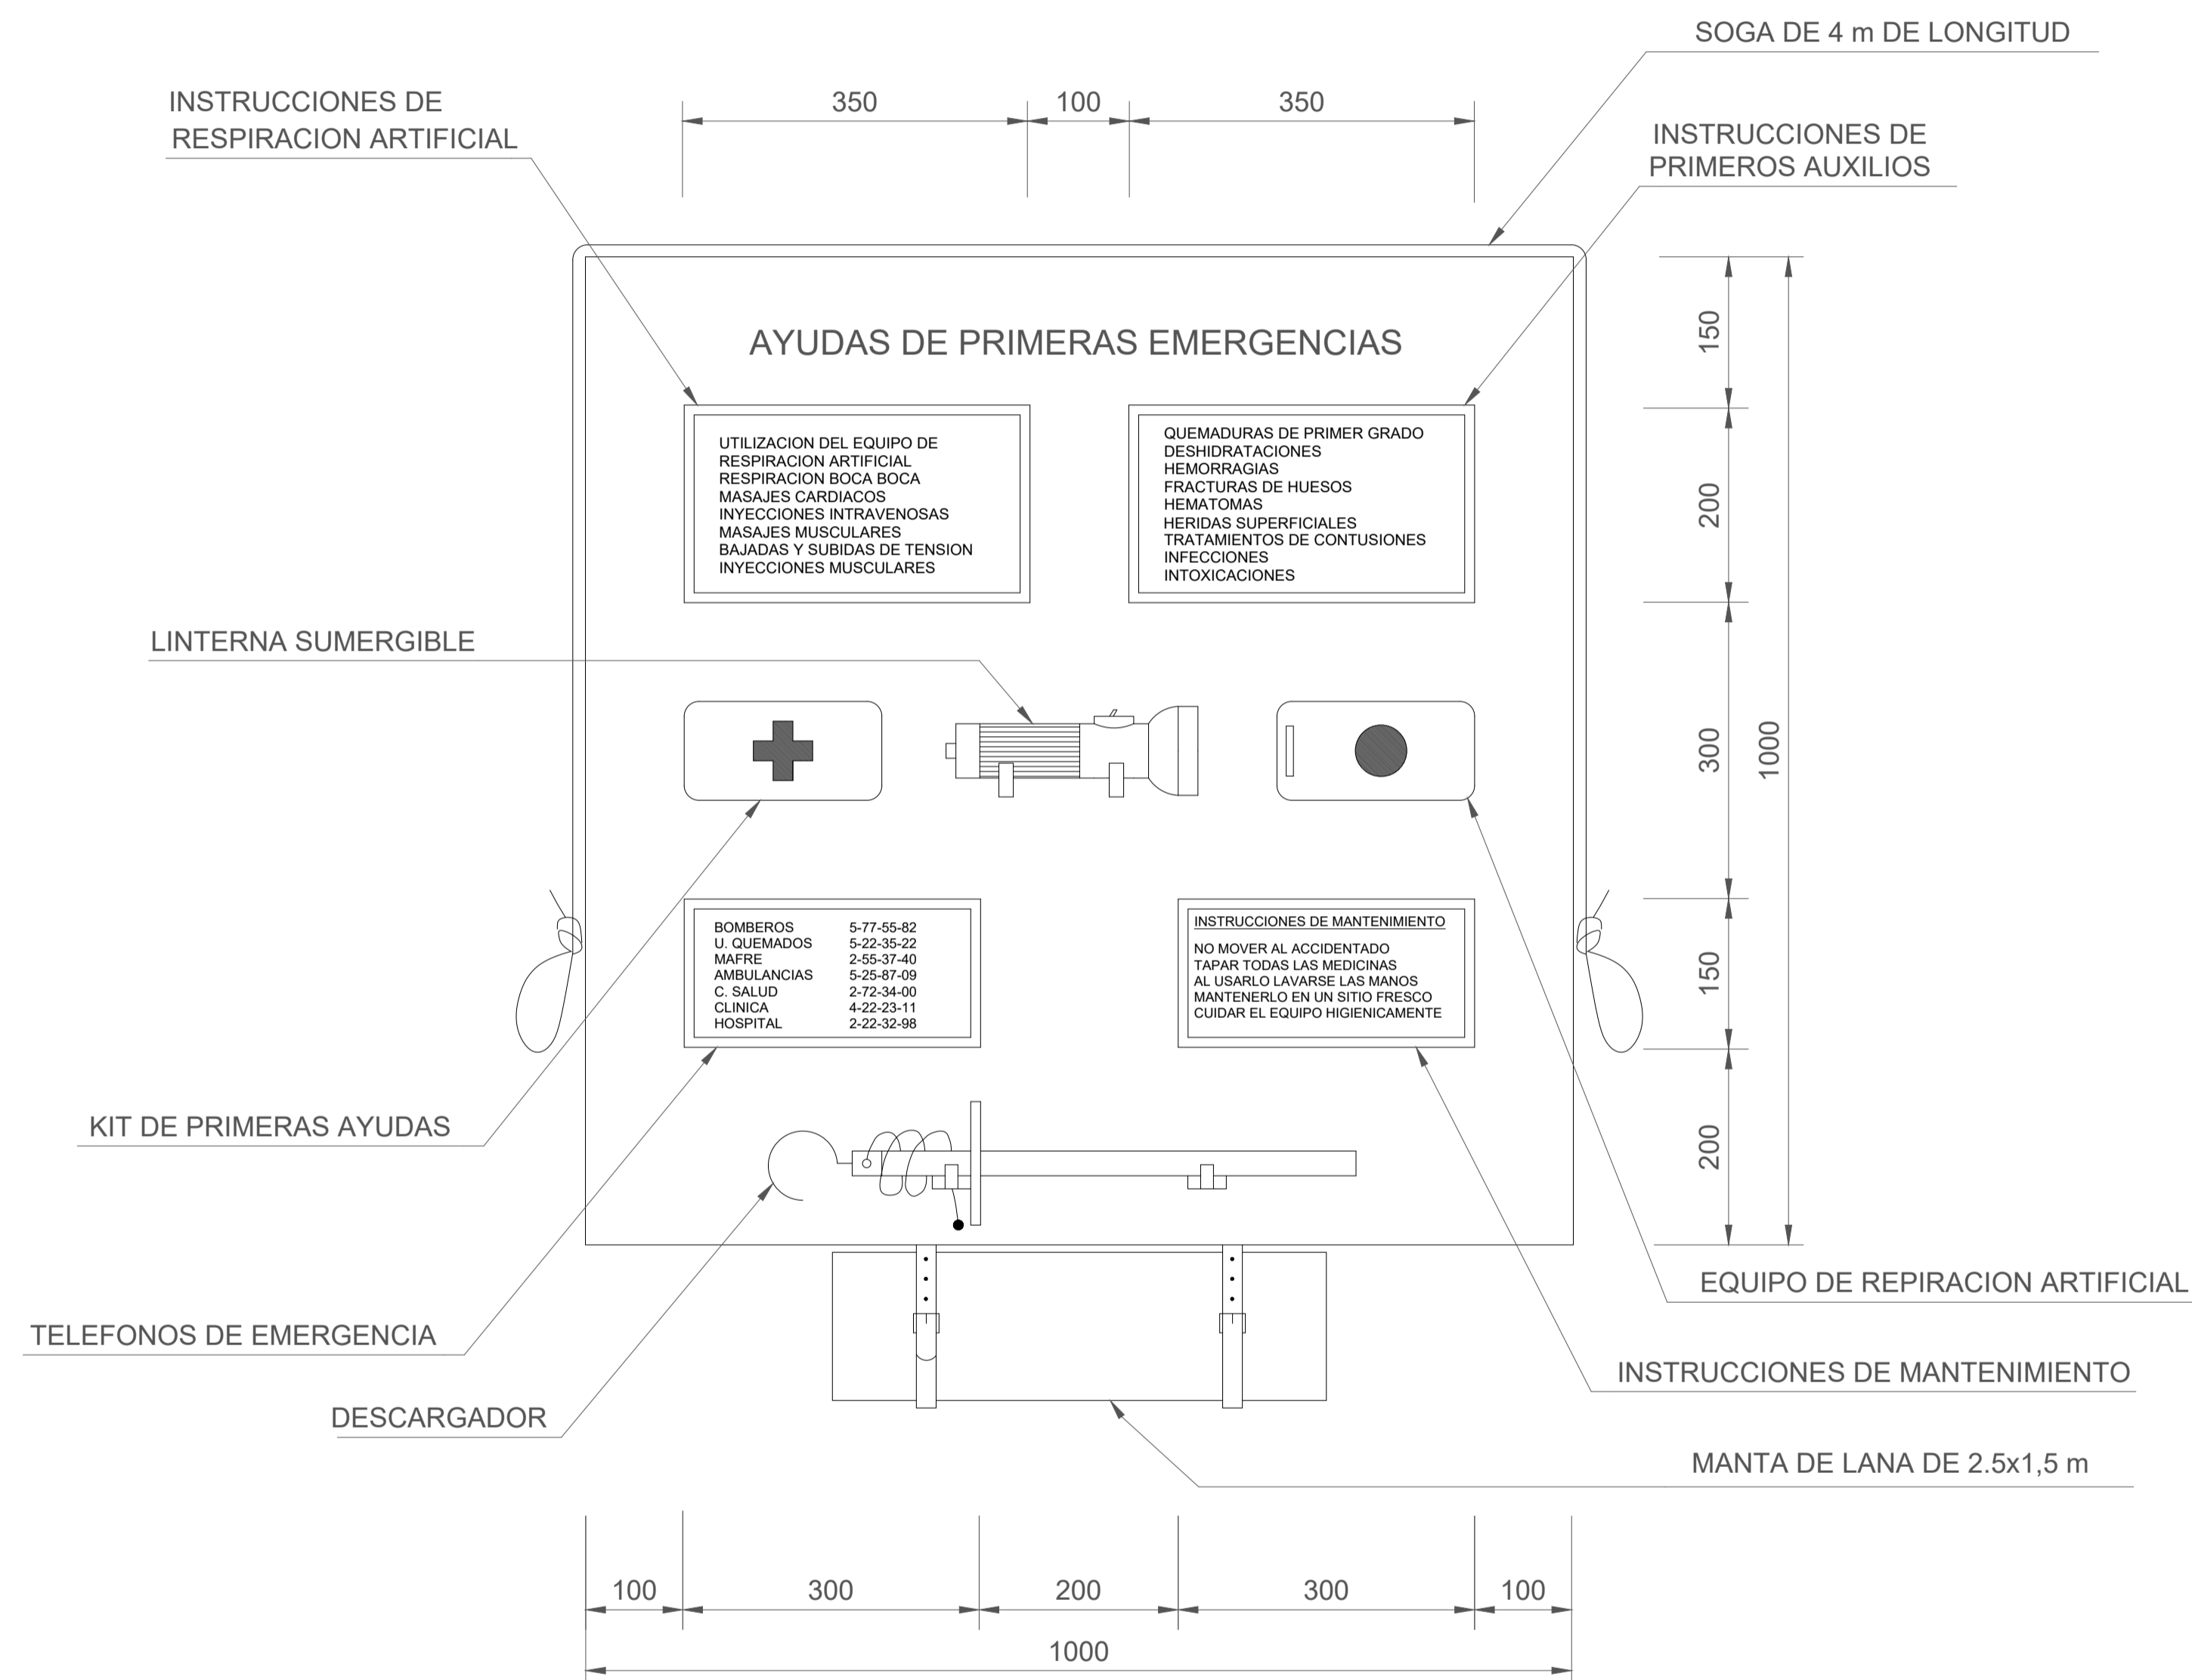 SOGA DE 4 m DE LONGITUD
INSTRUCCIONES DE
RESPIRACION ARTIFICIAL
350
100
350
INSTRUCCIONES DE
PRIMEROS AUXILIOS
AYUDAS DE PRIMERAS EMERGENCIAS
150
UTILIZACION DEL EQUIPO DE
RESPIRACION ARTIFICIAL
RESPIRACION BOCA BOCA
MASAJES CARDIACOS
INYECCIONES INTRAVENOSAS
MASAJES MUSCULARES
BAJADAS Y SUBIDAS DE TENSION
INYECCIONES MUSCULARES
QUEMADURAS DE PRIMER GRADO
DESHIDRATACIONES
HEMORRAGIAS
FRACTURAS DE HUESOS
HEMATOMAS
HERIDAS SUPERFICIALES
TRATAMIENTOS DE CONTUSIONES
INFECCIONES
INTOXICACIONES
200
LINTERNA SUMERGIBLE
300
1000
BOMBEROS 5-77-55-82
U. QUEMADOS 5-22-35-22
MAFRE 2-55-37-40
AMBULANCIAS 5-25-87-09
C. SALUD 2-72-34-00
CLINICA 4-22-23-11
HOSPITAL 2-22-32-98
INSTRUCCIONES DE MANTENIMIENTO
NO MOVER AL ACCIDENTADO
TAPAR TODAS LAS MEDICINAS
AL USARLO LAVARSE LAS MANOS
MANTENERLO EN UN SITIO FRESCO
CUIDAR EL EQUIPO HIGIENICAMENTE
150
KIT DE PRIMERAS AYUDAS
200
EQUIPO DE REPIRACION ARTIFICIAL
TELEFONOS DE EMERGENCIA
INSTRUCCIONES DE MANTENIMIENTO
DESCARGADOR
MANTA DE LANA DE 2.5x1,5 m
100
300
200
300
100
1000